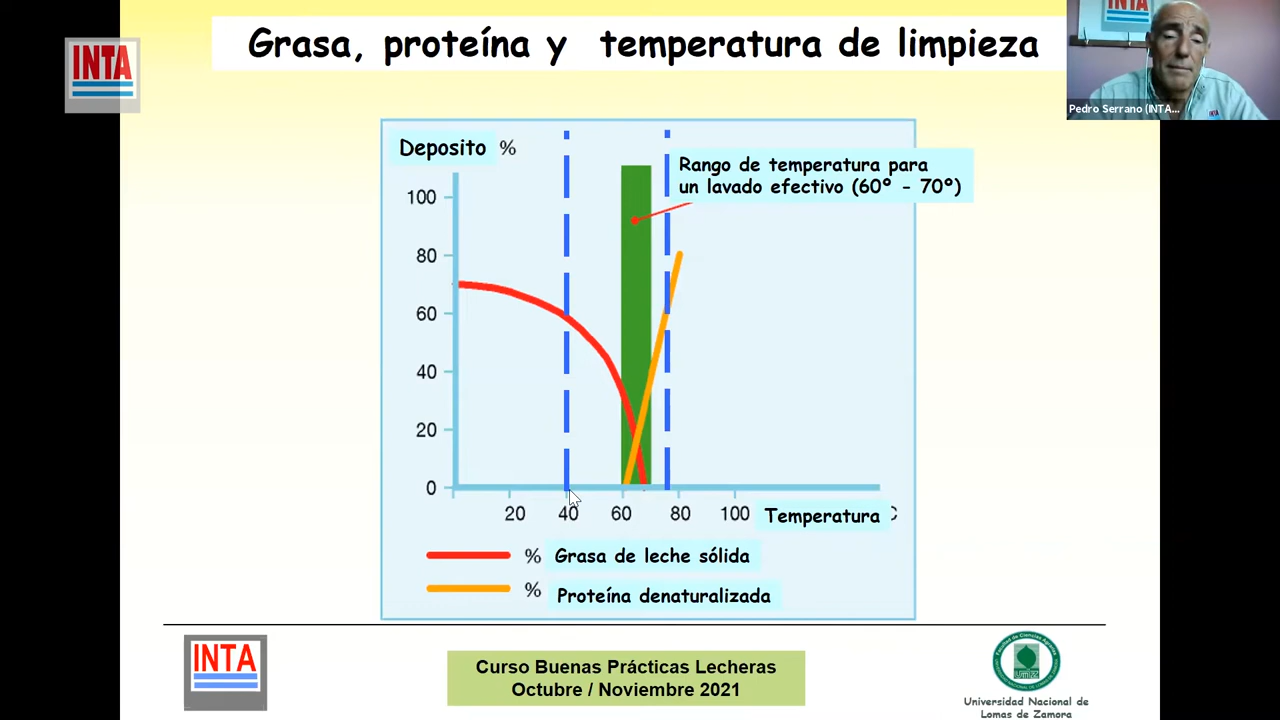 Grasa, proteína y temperatura de limpieza
INTA
INTA
Pedro Serrano (INTA...
Deposito %
Rango de temperatura para
un lavado efectivo (60º - 70º)
100
80
60
40
20
0
20 40 60 80 100 Temperatura C
% Grasa de leche sólida
% Proteína denaturalizada
INTA
Curso Buenas Prácticas Lecheras
Octubre / Noviembre 2021
Universidad Nacional de
Lomas de Zamora